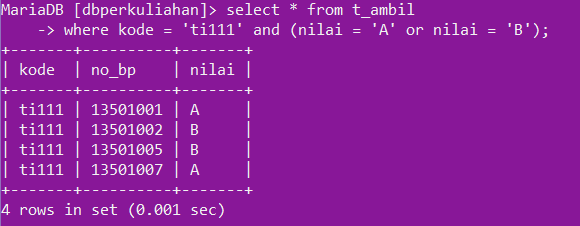 MariaDB [dbperkuliahan]> select * from t_ambil
    -> where kode = 'ti111' and (nilai = 'A' or nilai = 'B');
+-------+----------+-------+
| kode  | no_bp    | nilai |
+-------+----------+-------+
| ti111 | 13501001 | A     |
| ti111 | 13501002 | B     |
| ti111 | 13501005 | B     |
| ti111 | 13501007 | A     |
+-------+----------+-------+
4 rows in set (0.001 sec)